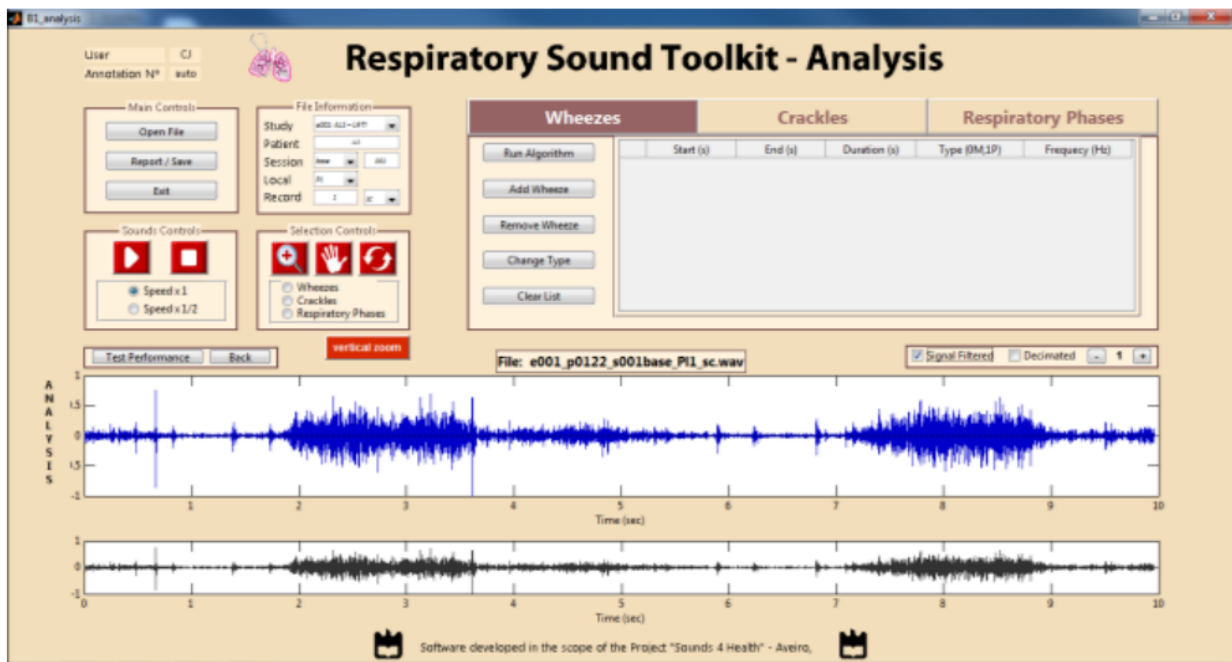 B1_analysis
User CJ
Annotation Nº auto
Respiratory Sound Toolkit - Analysis
Main Controls
Open File
Report / Save
Exit
File Information
Study
Patient
Session
Local
Record
Wheezes Crackles Respiratory Phases
Run Algorithm
Add Wheeze
Remove Wheeze
Change Type
Clear List
Start (s) End (s) Duration (s) Type (0M,1P) Frequecy (Hz)
Sounds Controls
Speed x 1
Speed x 1/2
Selection Controls
Wheezes
Crackles
Respiratory Phases
Test Performance Back
vertical zoom
File: e001_p0122_s001base_Pl1_sc.wav
Signal Filtered Decimated - 1 +
ANALYSIS
1
0
-1
0 1 2 3 4 5 6 7 8 9 10
Time (sec)
1
0
-1
0 1 2 3 4 5 6 7 8 9 10
Time (sec)
Software developed in the scope of the Project "Sounds 4 Health" - Aveiro,